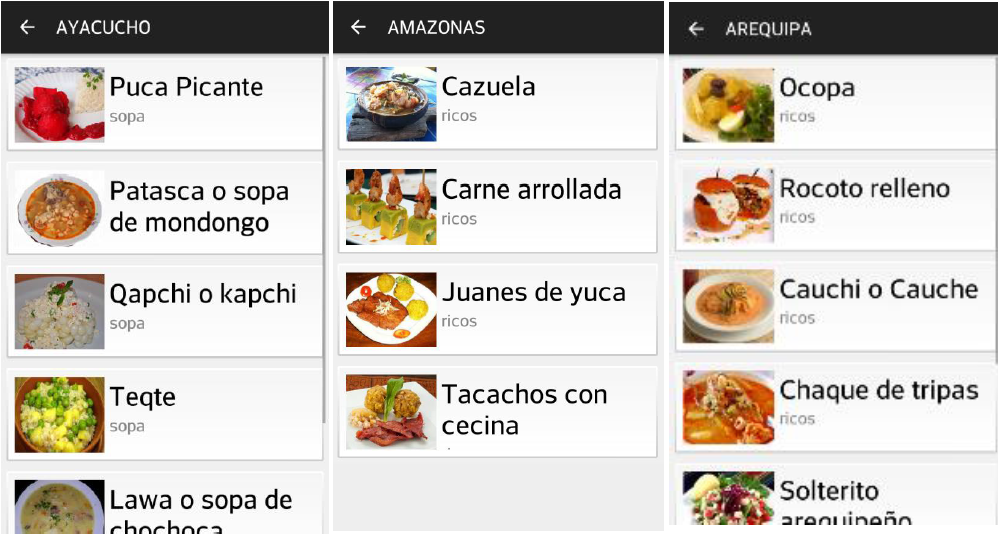 AYACUCHO
Puca Picante
sopa
Patasca o sopa
de mondongo
Qapchi o kapchi
sopa
Teqte
sopa
Lawa o sopa de
chochoca
AMAZONAS
Cazuela
ricos
Carne arrollada
ricos
Juanes de yuca
ricos
Tacachos con
cecina
AREQUIPA
Ocopa
ricos
Rocoto relleno
ricos
Cauchi o Cauche
ricos
Chaque de tripas
ricos
Solterito
arequipeño